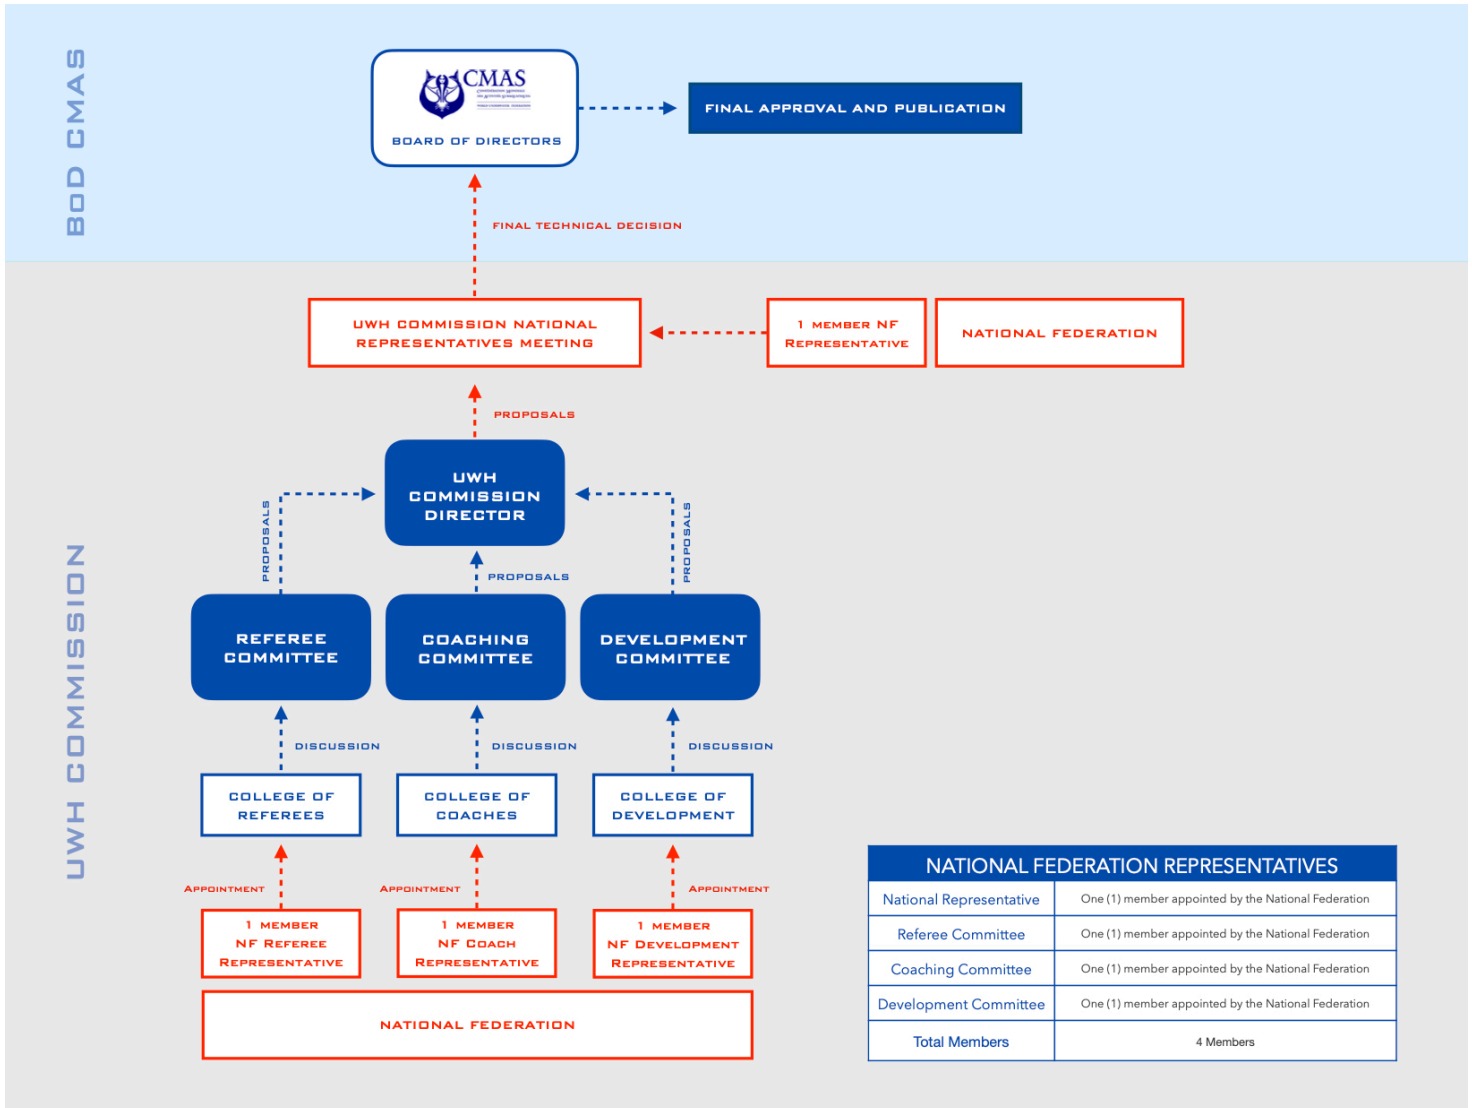 BoD CMAS
CMAS
BOARD OF DIRECTORS
FINAL APPROVAL AND PUBLICATION
FINAL TECHNICAL DECISION
UWH COMMISSION
UWH COMMISSION NATIONAL
REPRESENTATIVES MEETING
1 MEMBER NF
REPRESENTATIVE
NATIONAL FEDERATION
PROPOSALS
UWH
COMMISSION
DIRECTOR
PROPOSALS
PROPOSALS
PROPOSALS
REFEREE
COMMITTEE
COACHING
COMMITTEE
DEVELOPMENT
COMMITTEE
DISCUSSION
DISCUSSION
DISCUSSION
COLLEGE OF
REFEREES
COLLEGE OF
COACHES
COLLEGE OF
DEVELOPMENT
APPOINTMENT
APPOINTMENT
APPOINTMENT
1 MEMBER
NF REFEREE
REPRESENTATIVE
1 MEMBER
NF COACH
REPRESENTATIVE
1 MEMBER
NF DEVELOPMENT
REPRESENTATIVE
NATIONAL FEDERATION
NATIONAL FEDERATION REPRESENTATIVES
National Representative One (1) member appointed by the National Federation
Referee Committee One (1) member appointed by the National Federation
Coaching Committee One (1) member appointed by the National Federation
Development Committee One (1) member appointed by the National Federation
Total Members 4 Members